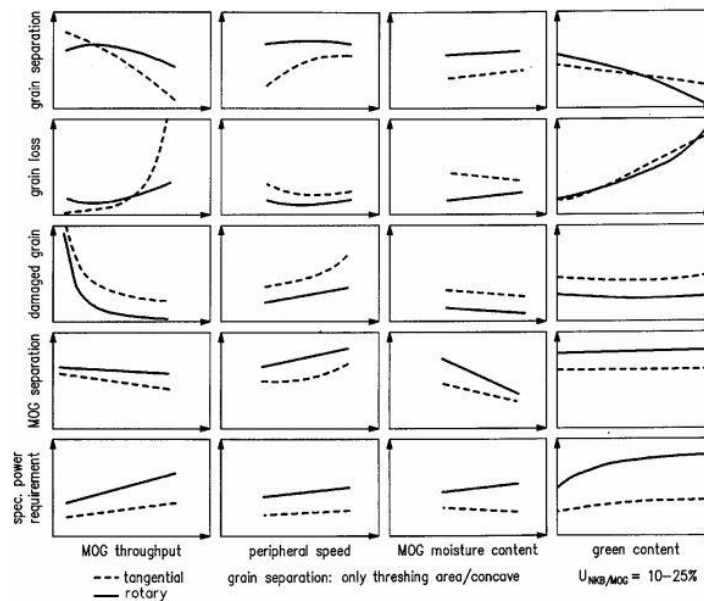 grain separation
grain loss
damaged grain
MOG separation
spec. power
requirement
MOG throughput
peripheral speed
MOG moisture content
green content
tangential
rotary
grain separation: only threshing area/concave
U_NKB/MOG = 10-25%